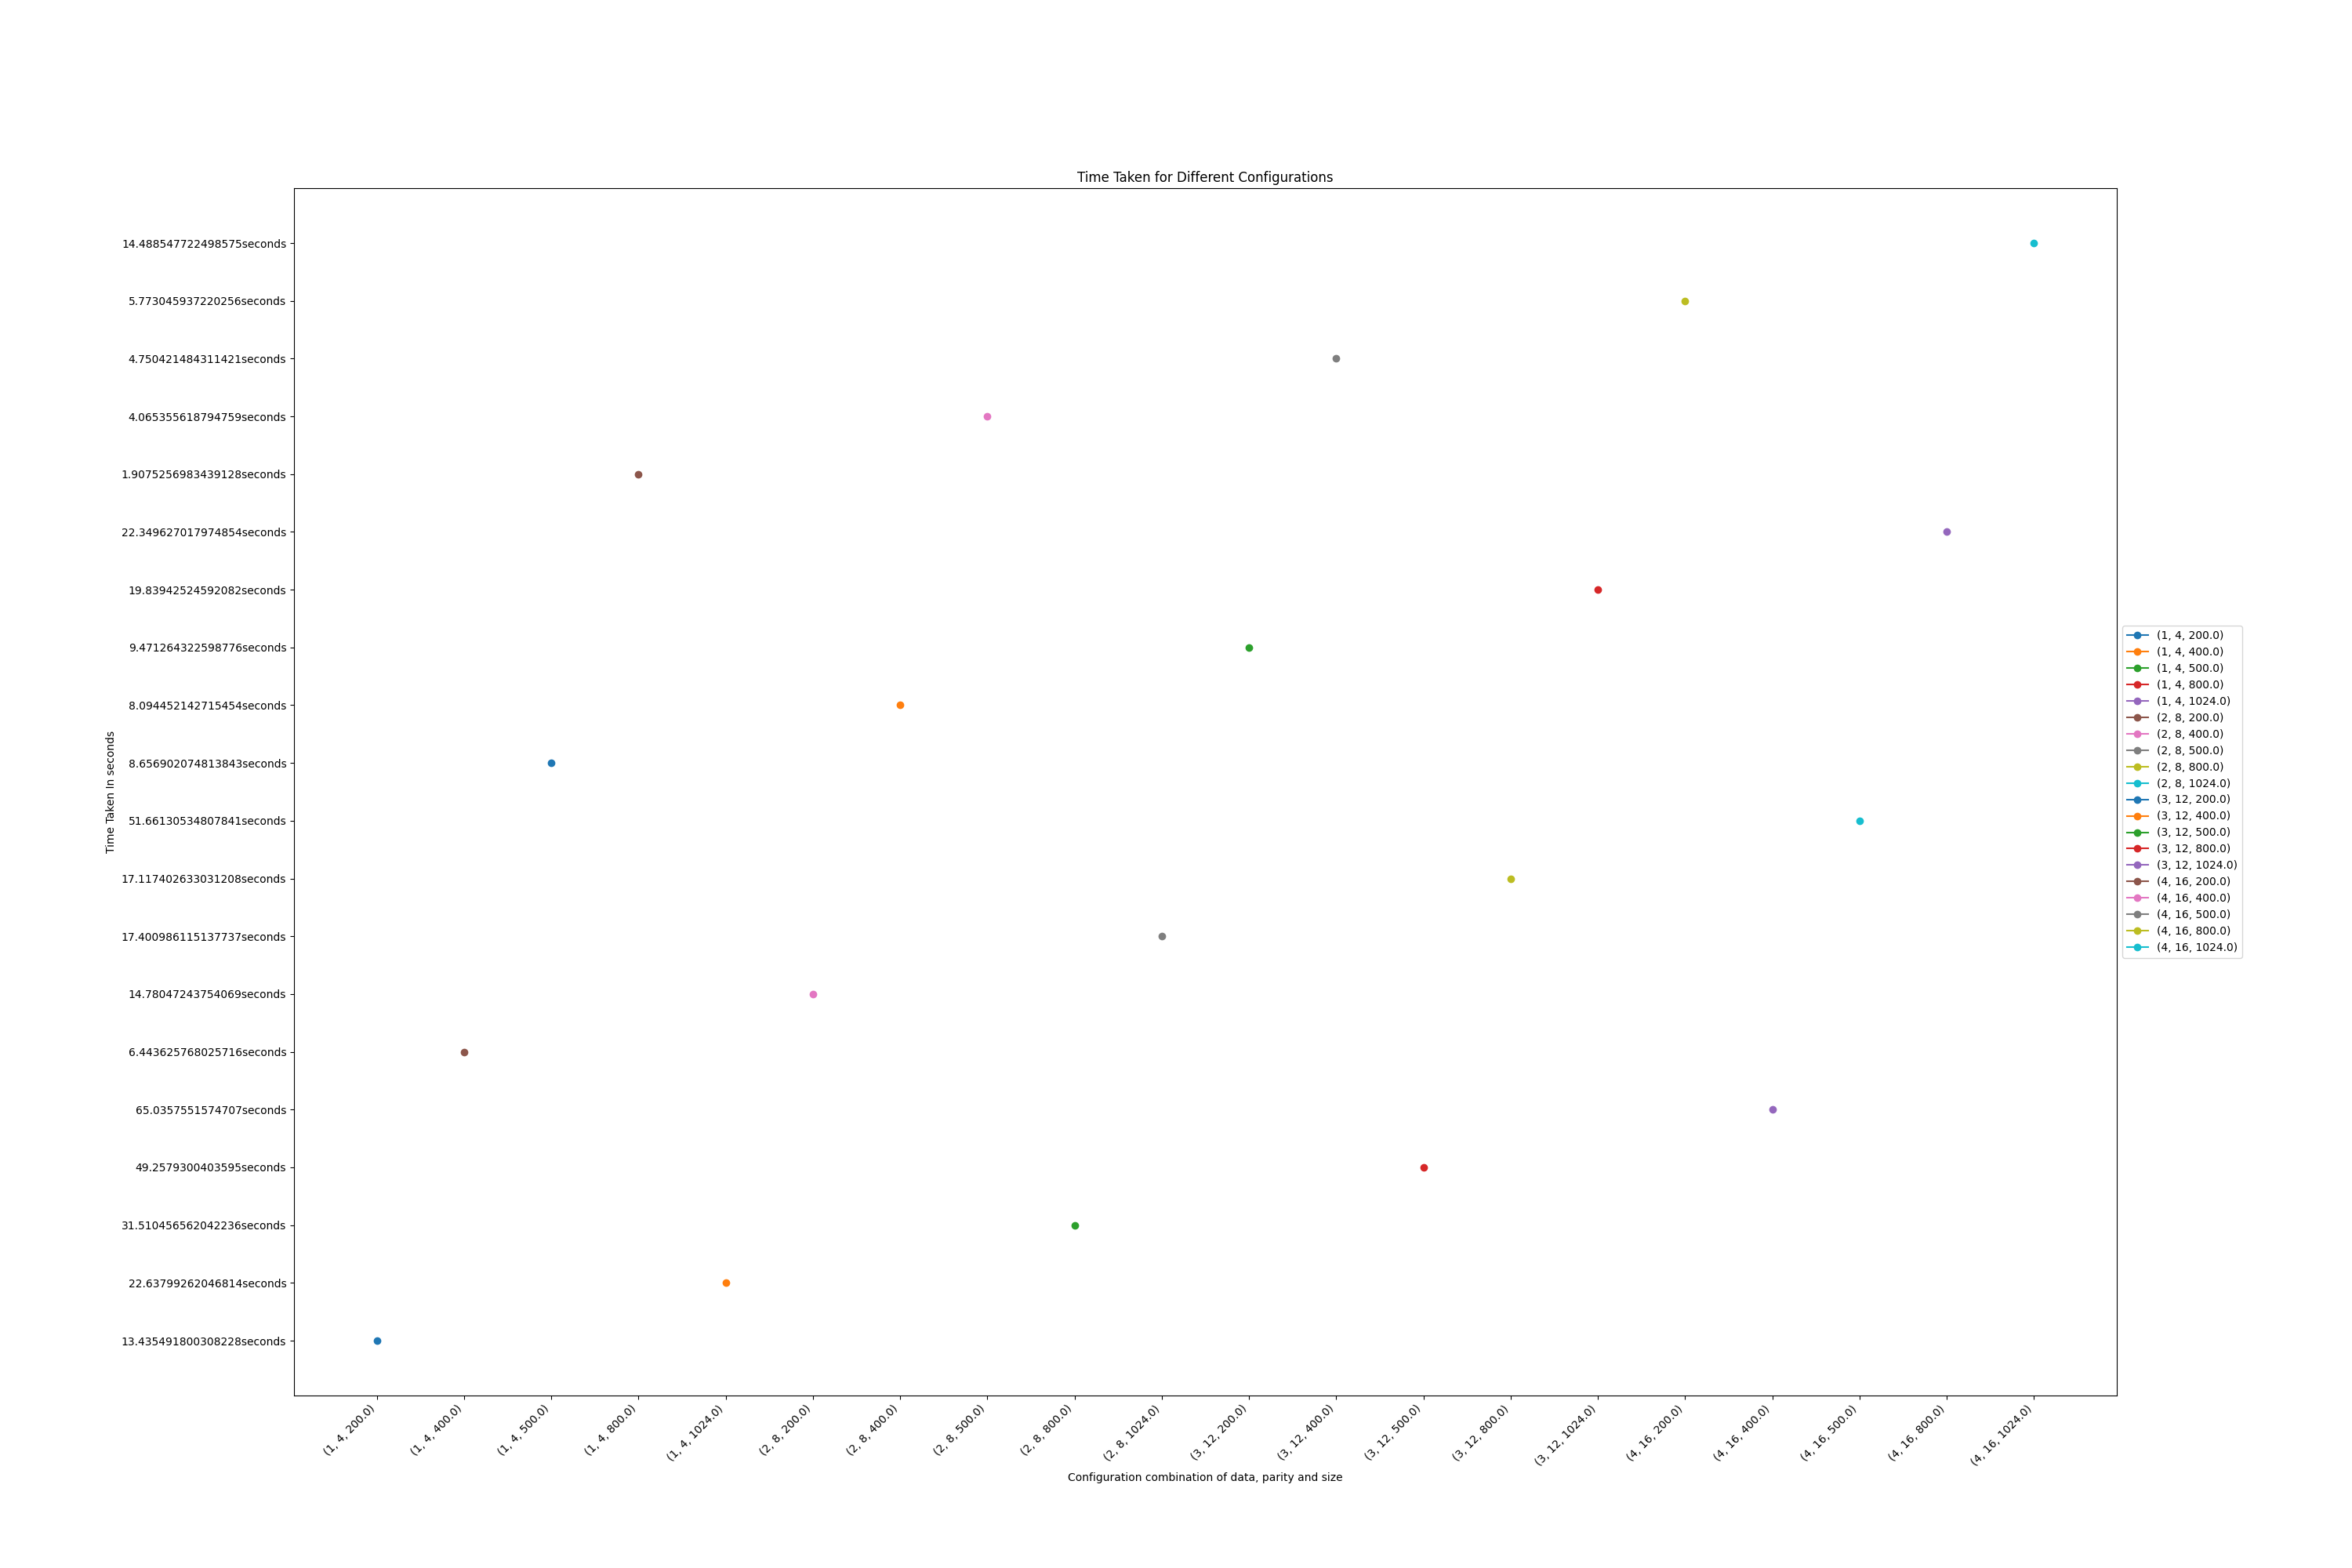 Time Taken for Different Configurations
14.488547722498575seconds
5.773045937220256seconds
4.750421484311421seconds
4.065355618794759seconds
1.9075256983439128seconds
22.349627017974854seconds
19.83942524592082seconds
9.471264322598776seconds
8.094452142715454seconds
8.656902074813843seconds
51.66130534807841seconds
17.117402633031208seconds
17.400986115137737seconds
14.78047243754069seconds
6.443625768025716seconds
65.0357551574707seconds
49.2579300403595seconds
31.510456562042236seconds
22.63799262046814seconds
13.435491800308228seconds
Time Taken In seconds
(1, 4, 200.0)
(1, 4, 400.0)
(1, 4, 500.0)
(1, 4, 800.0)
(1, 4, 1024.0)
(2, 8, 200.0)
(2, 8, 400.0)
(2, 8, 500.0)
(2, 8, 800.0)
(2, 8, 1024.0)
(3, 12, 200.0)
(3, 12, 400.0)
(3, 12, 500.0)
(3, 12, 800.0)
(3, 12, 1024.0)
(4, 16, 200.0)
(4, 16, 400.0)
(4, 16, 500.0)
(4, 16, 800.0)
(4, 16, 1024.0)
Configuration combination of data, parity and size
(1, 4, 200.0)
(1, 4, 400.0)
(1, 4, 500.0)
(1, 4, 800.0)
(1, 4, 1024.0)
(2, 8, 200.0)
(2, 8, 400.0)
(2, 8, 500.0)
(2, 8, 800.0)
(2, 8, 1024.0)
(3, 12, 200.0)
(3, 12, 400.0)
(3, 12, 500.0)
(3, 12, 800.0)
(3, 12, 1024.0)
(4, 16, 200.0)
(4, 16, 400.0)
(4, 16, 500.0)
(4, 16, 800.0)
(4, 16, 1024.0)